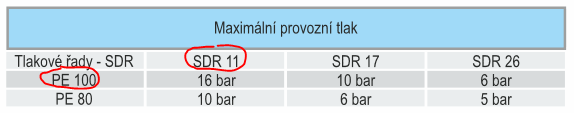 Maximální provozní tlak
Tlakové řady - SDR SDR 11 SDR 17 SDR 26
PE 100 16 bar 10 bar 6 bar
PE 80 10 bar 6 bar 5 bar